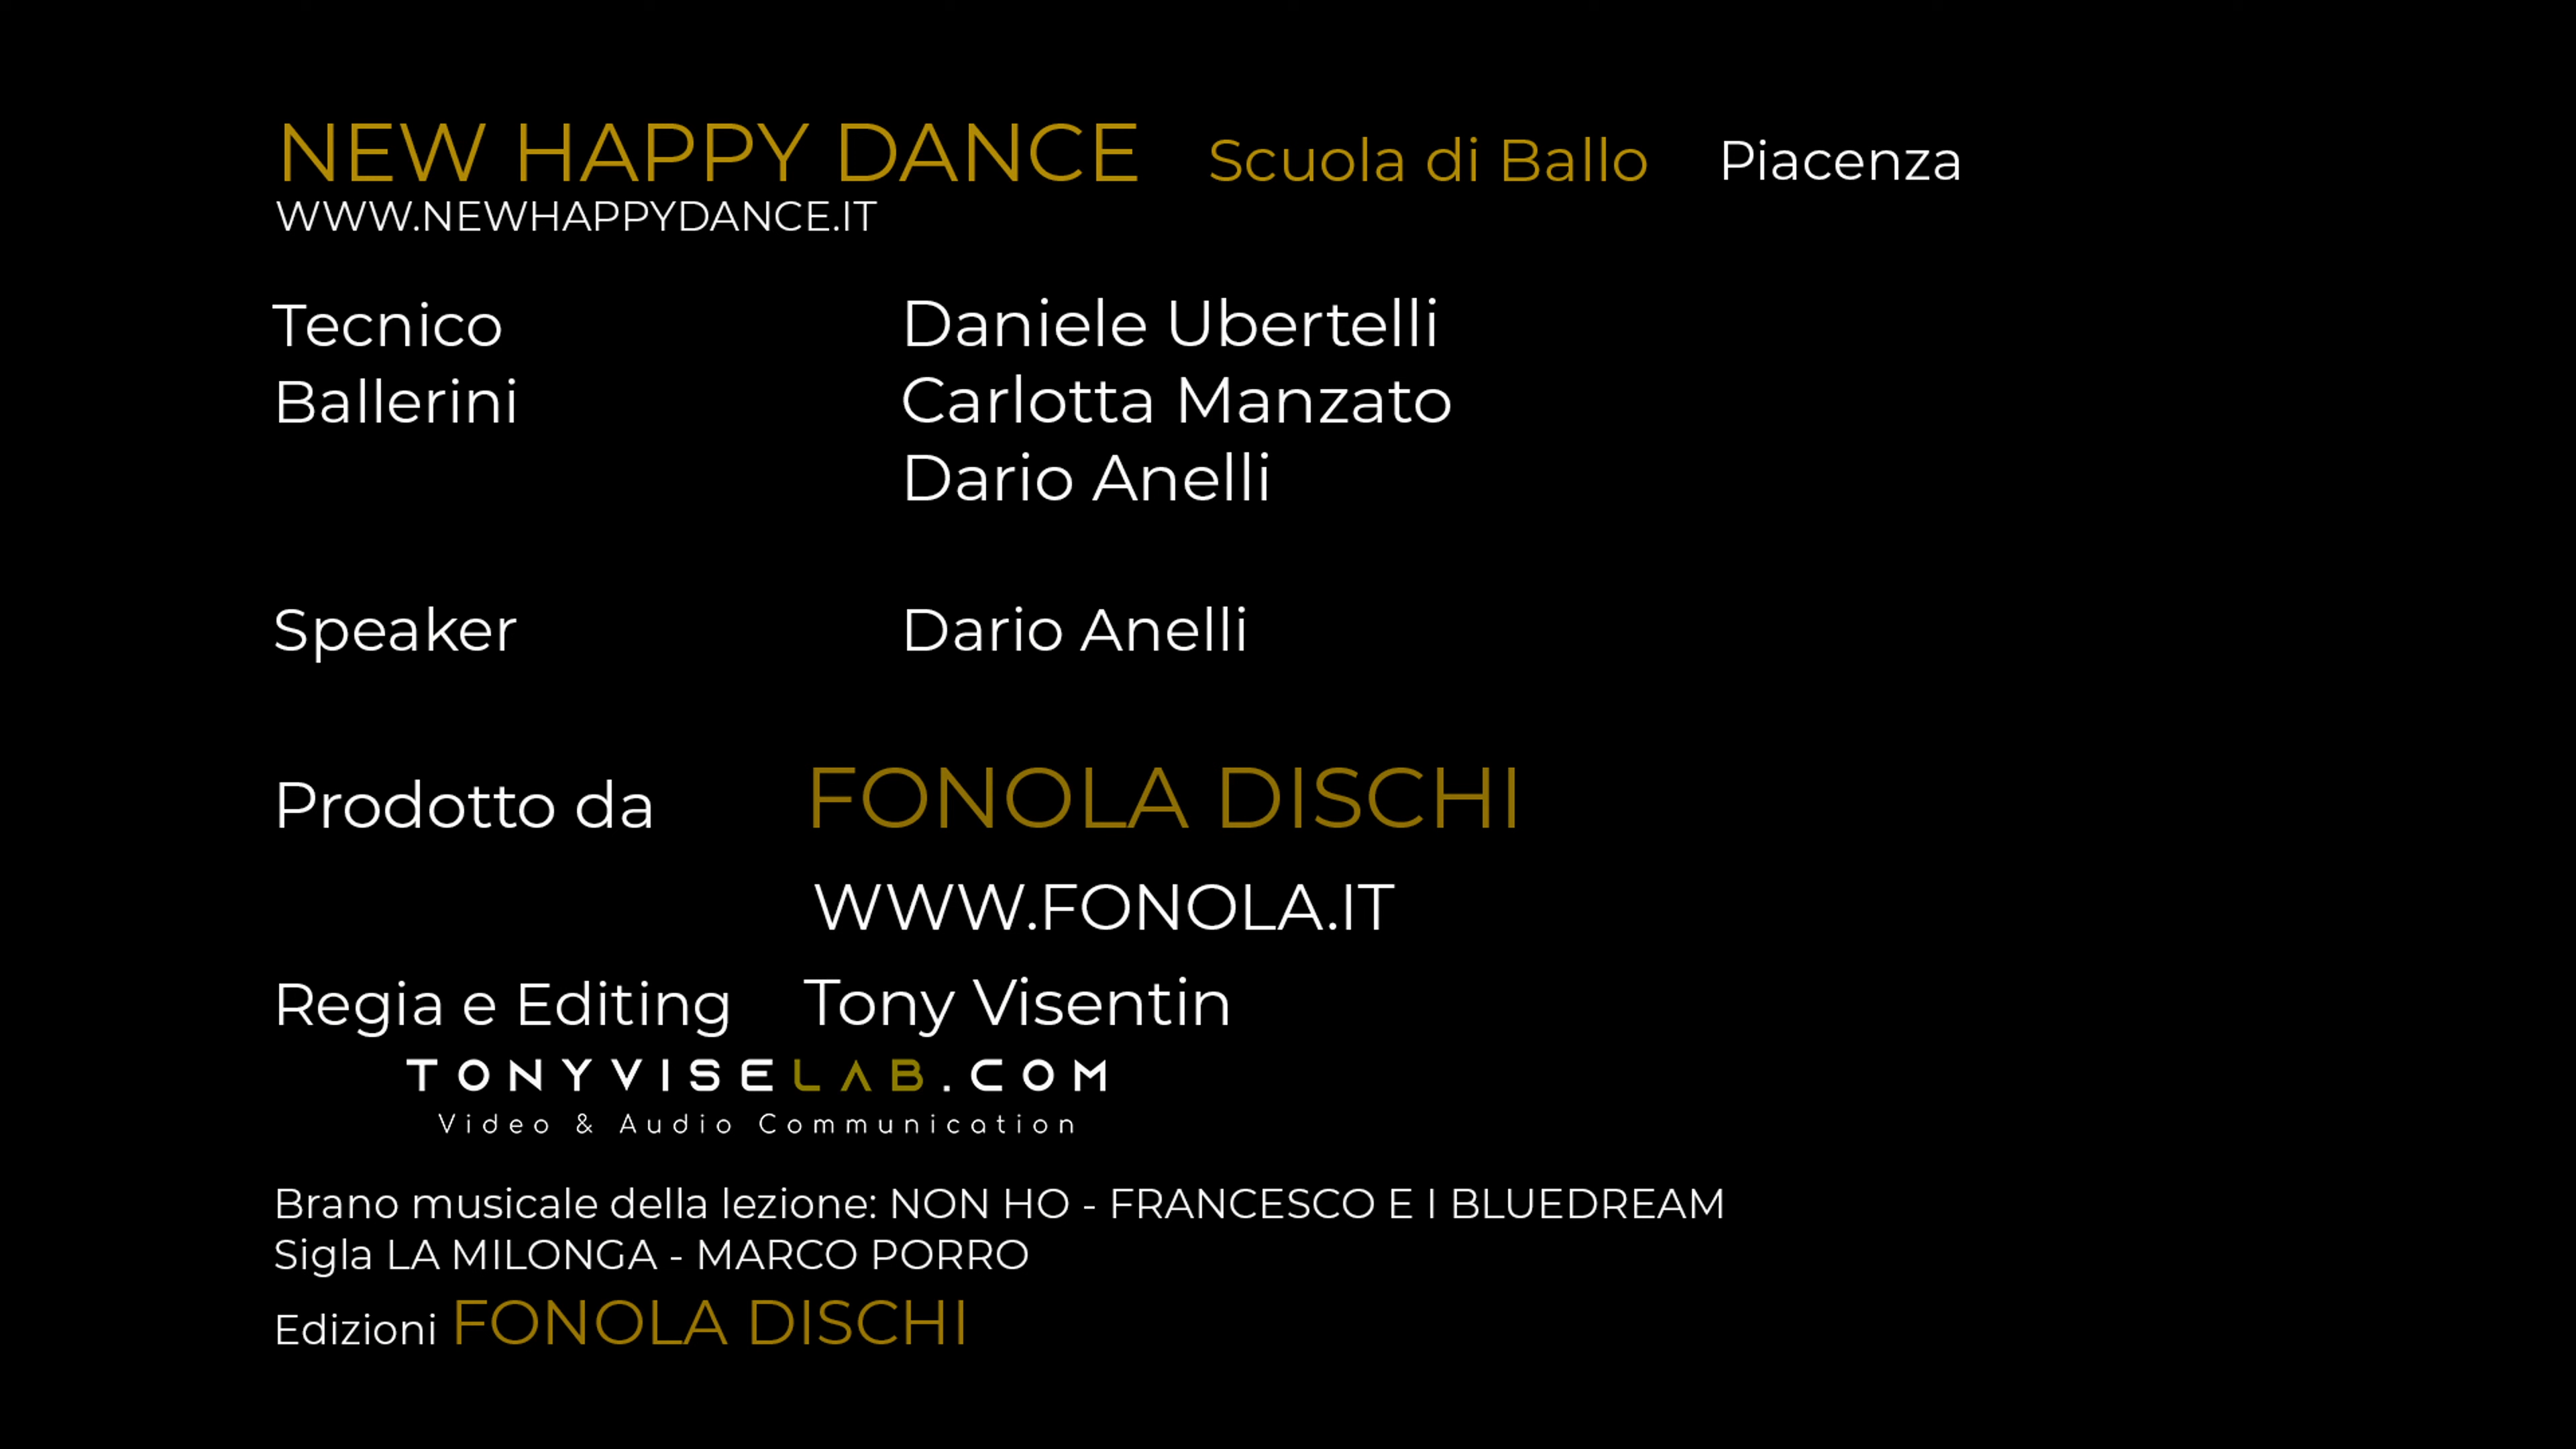 NEW HAPPY DANCE Scuola di Ballo Piacenza
WWW.NEWHAPPYDANCE.IT
Tecnico Daniele Ubertelli
Ballerini Carlotta Manzato
Dario Anelli
Speaker Dario Anelli
Prodotto da FONOLA DISCHI
WWW.FONOLA.IT
Regia e Editing Tony Visentin
TONYVISELAB.COM
Video & Audio Communication
Brano musicale della lezione: NON HO - FRANCESCO E I BLUEDREAM
Sigla LA MILONGA - MARCO PORRO
Edizioni FONOLA DISCHI